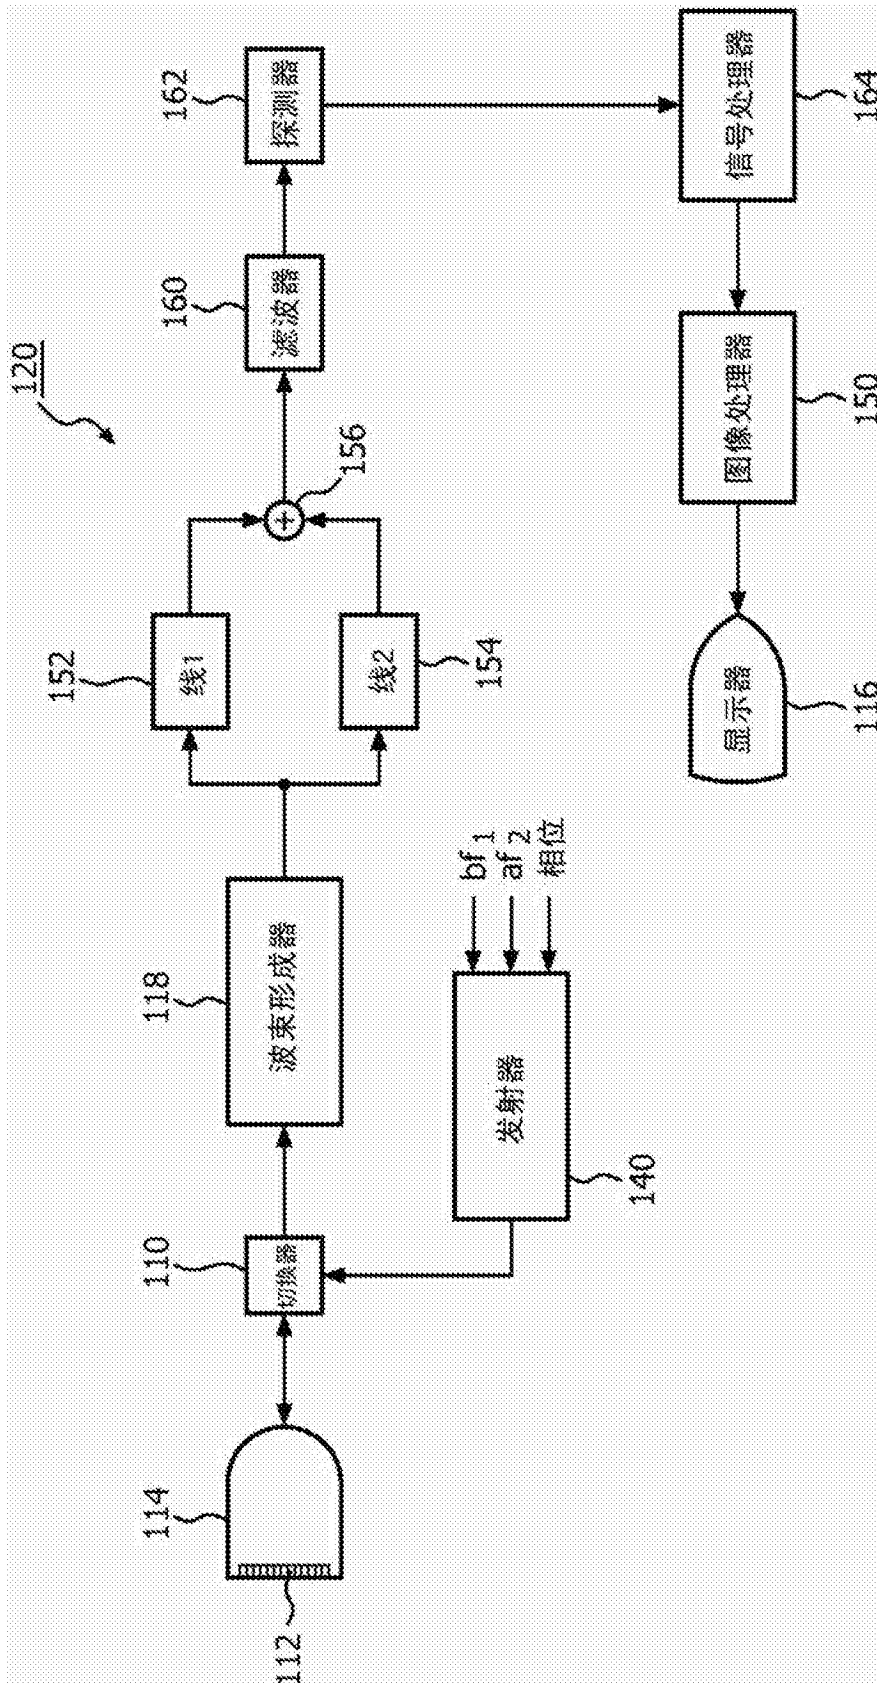 120
114
112
110
切换器
118
波束形成器
140
发射器
bf1
af2
相位
152
线1
154
线2
156
160
滤波器
162
探测器
164
信号处理器
150
图像处理器
116
显示器